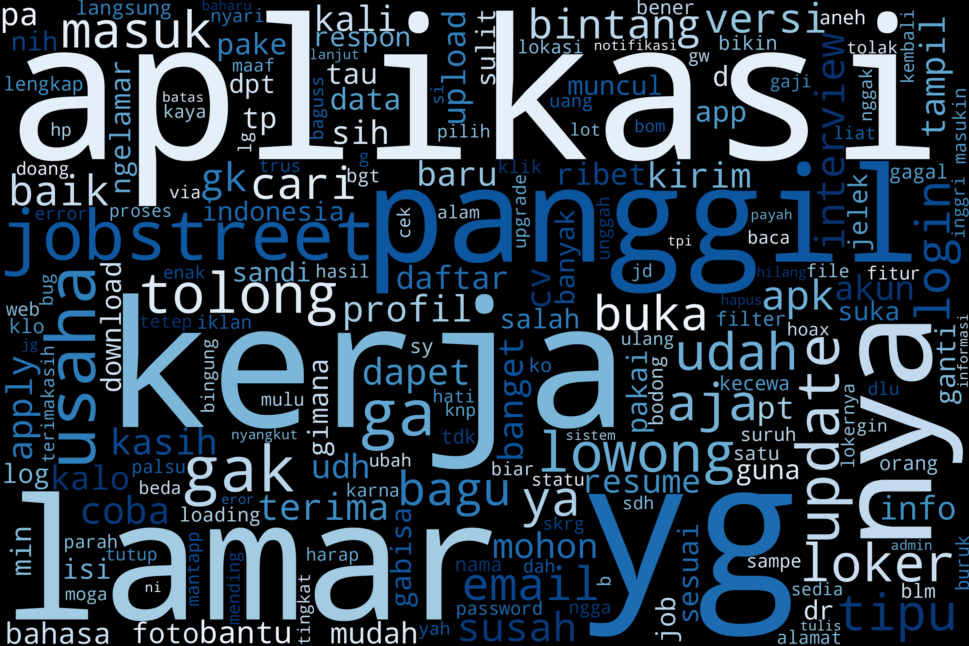 pa
nih
langsung
baharu
nyari
kali
bintang
bener
versi
aneh
masuk
pake
respon
lanjut
upload
sulit
lokasi
notifikasi
gw
bikin
tolak
kembali
maaf
tau
lengkap
dpt
data
muncul
d
gaji
tampil
aplikasi
ngelamar
batas
kaya
tp
lg
bagus
sih
sl
pilih
uang
lot
bom
app
interview
nggak
liat
masukin
hp
doang
baik
via
gk
trus
cari
bgt
go
baru
klik
ribet
kirim
jelek
gagal
inggri
error
proses
indonesia
jobstreet
panggil
cek
alam
upgrade
banyak
unggah
tpi
payah
baca
login
usaha
bug
download
enak
sandi
hasil
daftar
cv
jd
hilang
file
fitur
tolong
profil
apk
akun
suka
web
klo
jg
tetep
iklan
salah
buka
hapus
filter
hoax
ganti
informasi
kerja
apply
terimakasih
bingung
mulu
gimana
sy
dapet
hati
knp
banget
ko
ulang
pakai
bodong
udah
kecewa
update
nya
dlu
ga
aja
pt
lokernya
gin
kasih
nyangkut
tdk
sistem
lowong
suruh
satu
orang
log
kalo
palsu
beda
gak
udh
ubah
karna
bagu
biar
statu
resume
guna
info
coba
loading
eror
terima
gabisa
ya
skrg
sdh
yg
sesuai
min
parah
lamar
harap
mohon
sampe
loker
admin
buruk
isi
tutup
mantapp
mending
nama
dah
email
b
ngga
job
sedia
blm
moga
ni
tingkat
password
dr
tipu
tulis
bahasa
foto
bantu
mudah
yah
susah
alamat